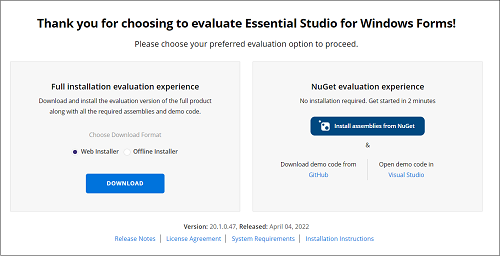 Thank you for choosing to evaluate Essential Studio for Windows Forms!
Please choose your preferred evaluation option to proceed.
Full installation evaluation experience
Download and install the evaluation version of the full product
along with all the required assemblies and demo code.
Choose Download Format
Web Installer
Offline Installer
DOWNLOAD
NuGet evaluation experience
No installation required. Get started in 2 minutes
Install assemblies from NuGet
&
Download demo code from
GitHub
Open demo code in
Visual Studio
Version: 20.1.0.47, Released: April 04, 2022
Release Notes | License Agreement | System Requirements | Installation Instructions